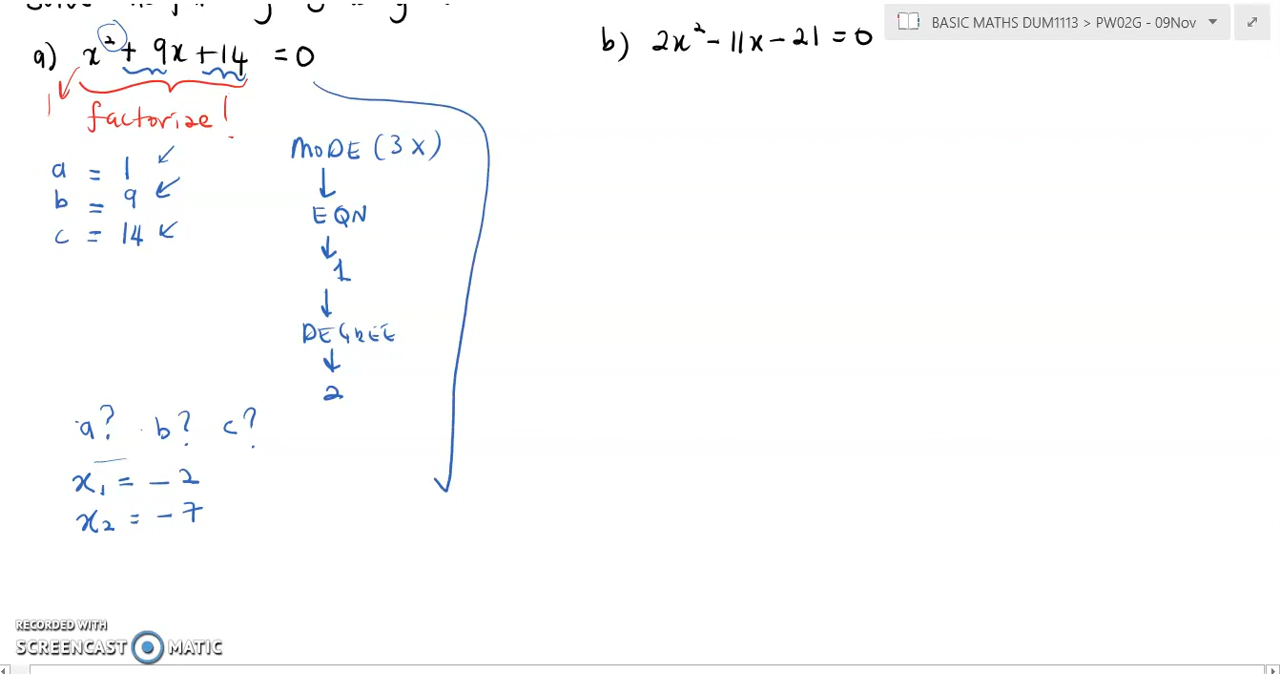 a) x² + 9x + 14 = 0
1
factorize!
a = 1
b = 9
c = 14
MODE (3X)
EQN
1
DEGREE
2
a? b? c?
x₁ = - 2
x₂ = - 7
b) 2x² - 11x - 21 = 0
BASIC MATHS DUM1113 > PW02G - 09Nov
RECORDED WITH
SCREENCAST MATIC